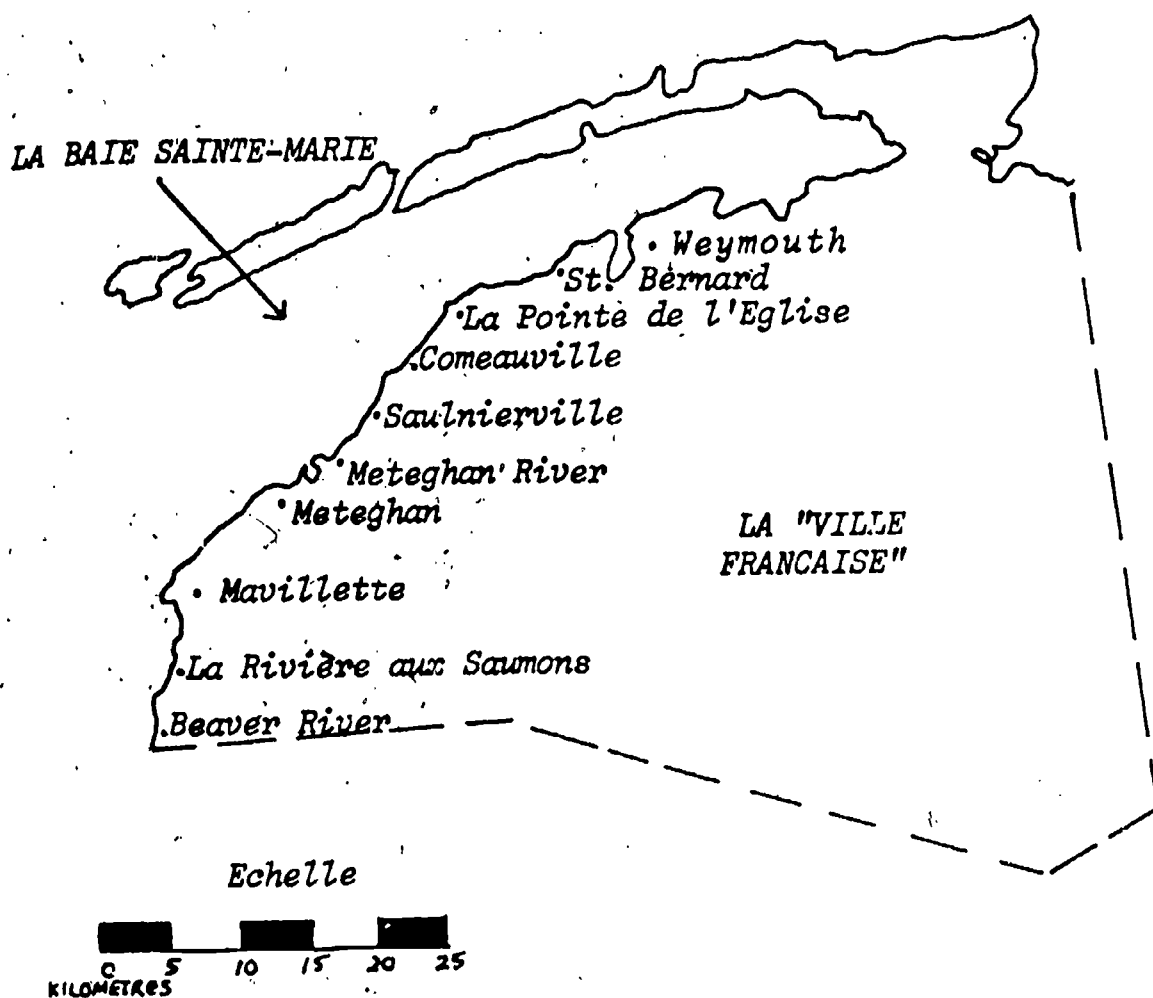 LA BAIE SAINTE-MARIE
Weymouth
St. Bernard
La Pointe de l'Eglise
Comeauville
Saulnierville
Meteghan River
Meteghan
LA "VILLE
FRANCAISE"
Mavillette
La Rivière aux Saumons
Beaver River
Echelle
0 5 10 15 20 25
KILOMETRES